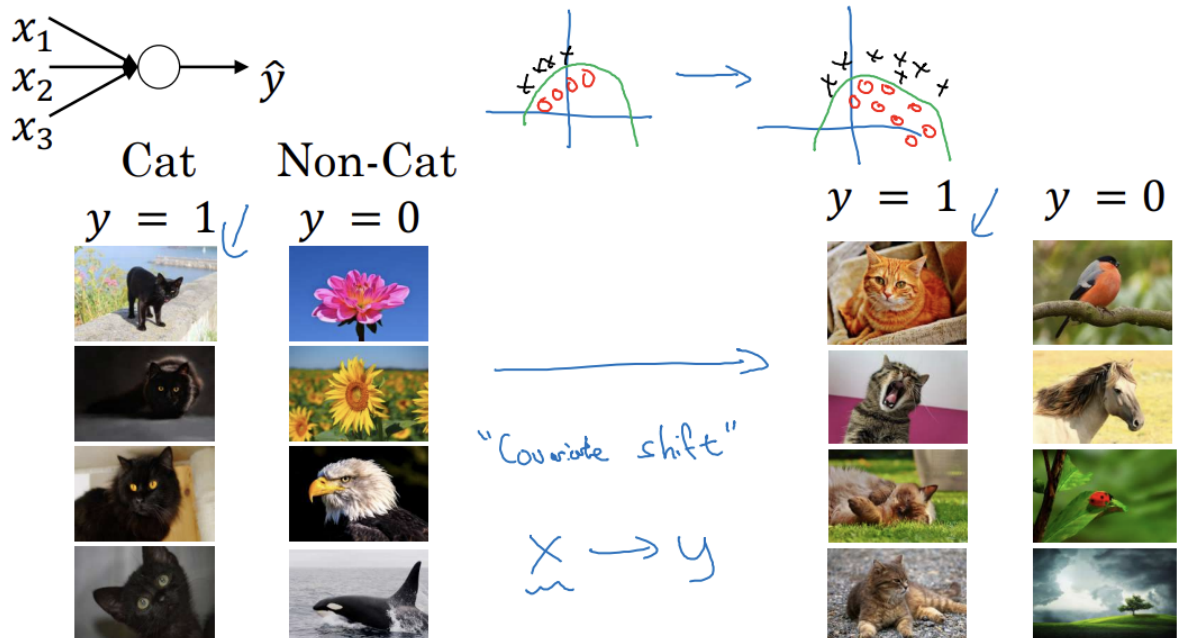 x₁
x₂
x₃
ŷ
Cat Non-Cat
y = 1 y = 0
y = 1 y = 0
"Covariate shift"
X → y